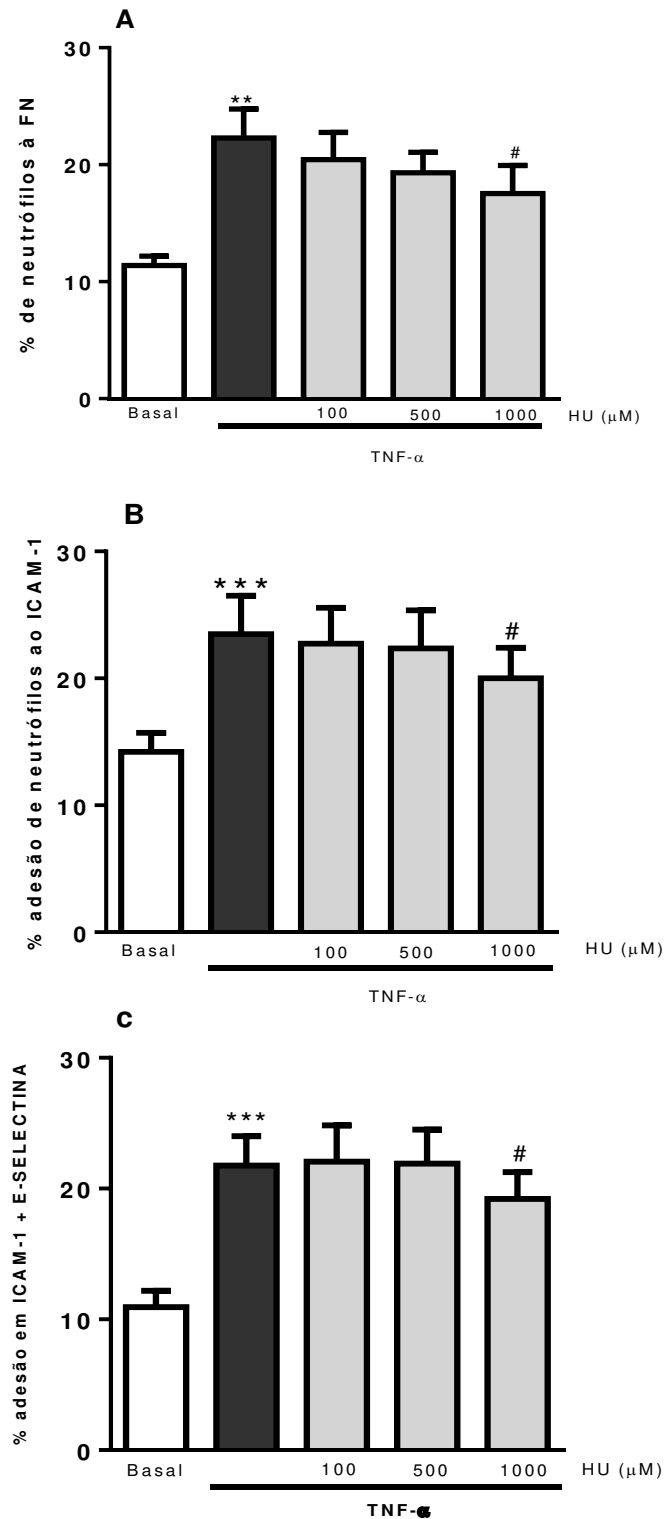 A
% de neutrófilos à FN
30
20
10
0
**
#
Basal
100
500
1000
HU (µM)
TNF-α
B
% adesão de neutrófilos ao ICAM-1
30
20
10
0
***
#
Basal
100
500
1000
HU (µM)
TNF-α
C
% adesão em ICAM-1 + E-SELECTINA
30
20
10
0
***
#
Basal
100
500
1000
HU (µM)
TNF-α